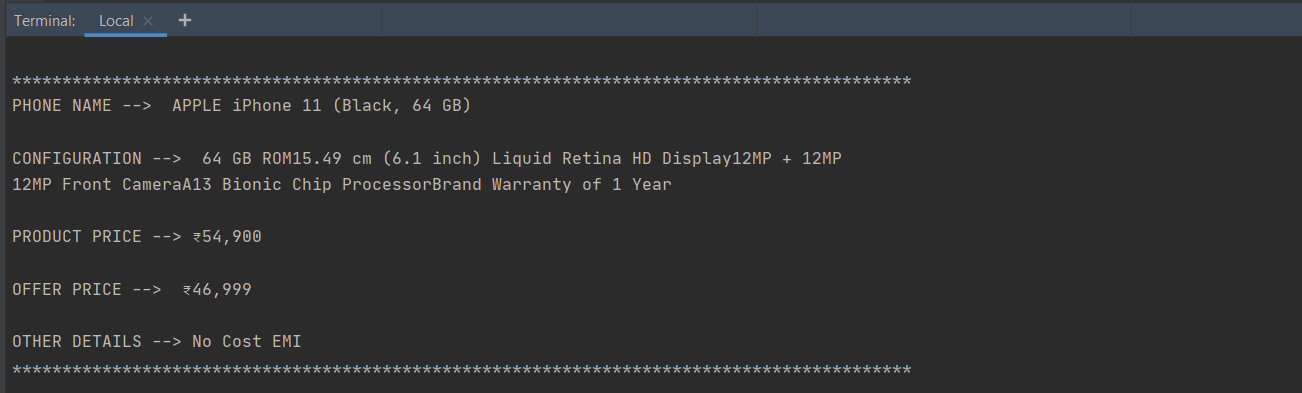 Terminal: Local × +
******************************************************************************************
PHONE NAME -->  APPLE iPhone 11 (Black, 64 GB)
CONFIGURATION -->  64 GB ROM15.49 cm (6.1 inch) Liquid Retina HD Display12MP + 12MP
12MP Front CameraA13 Bionic Chip ProcessorBrand Warranty of 1 Year
PRODUCT PRICE --> ₹54,900
OFFER PRICE -->  ₹46,999
OTHER DETAILS --> No Cost EMI
******************************************************************************************